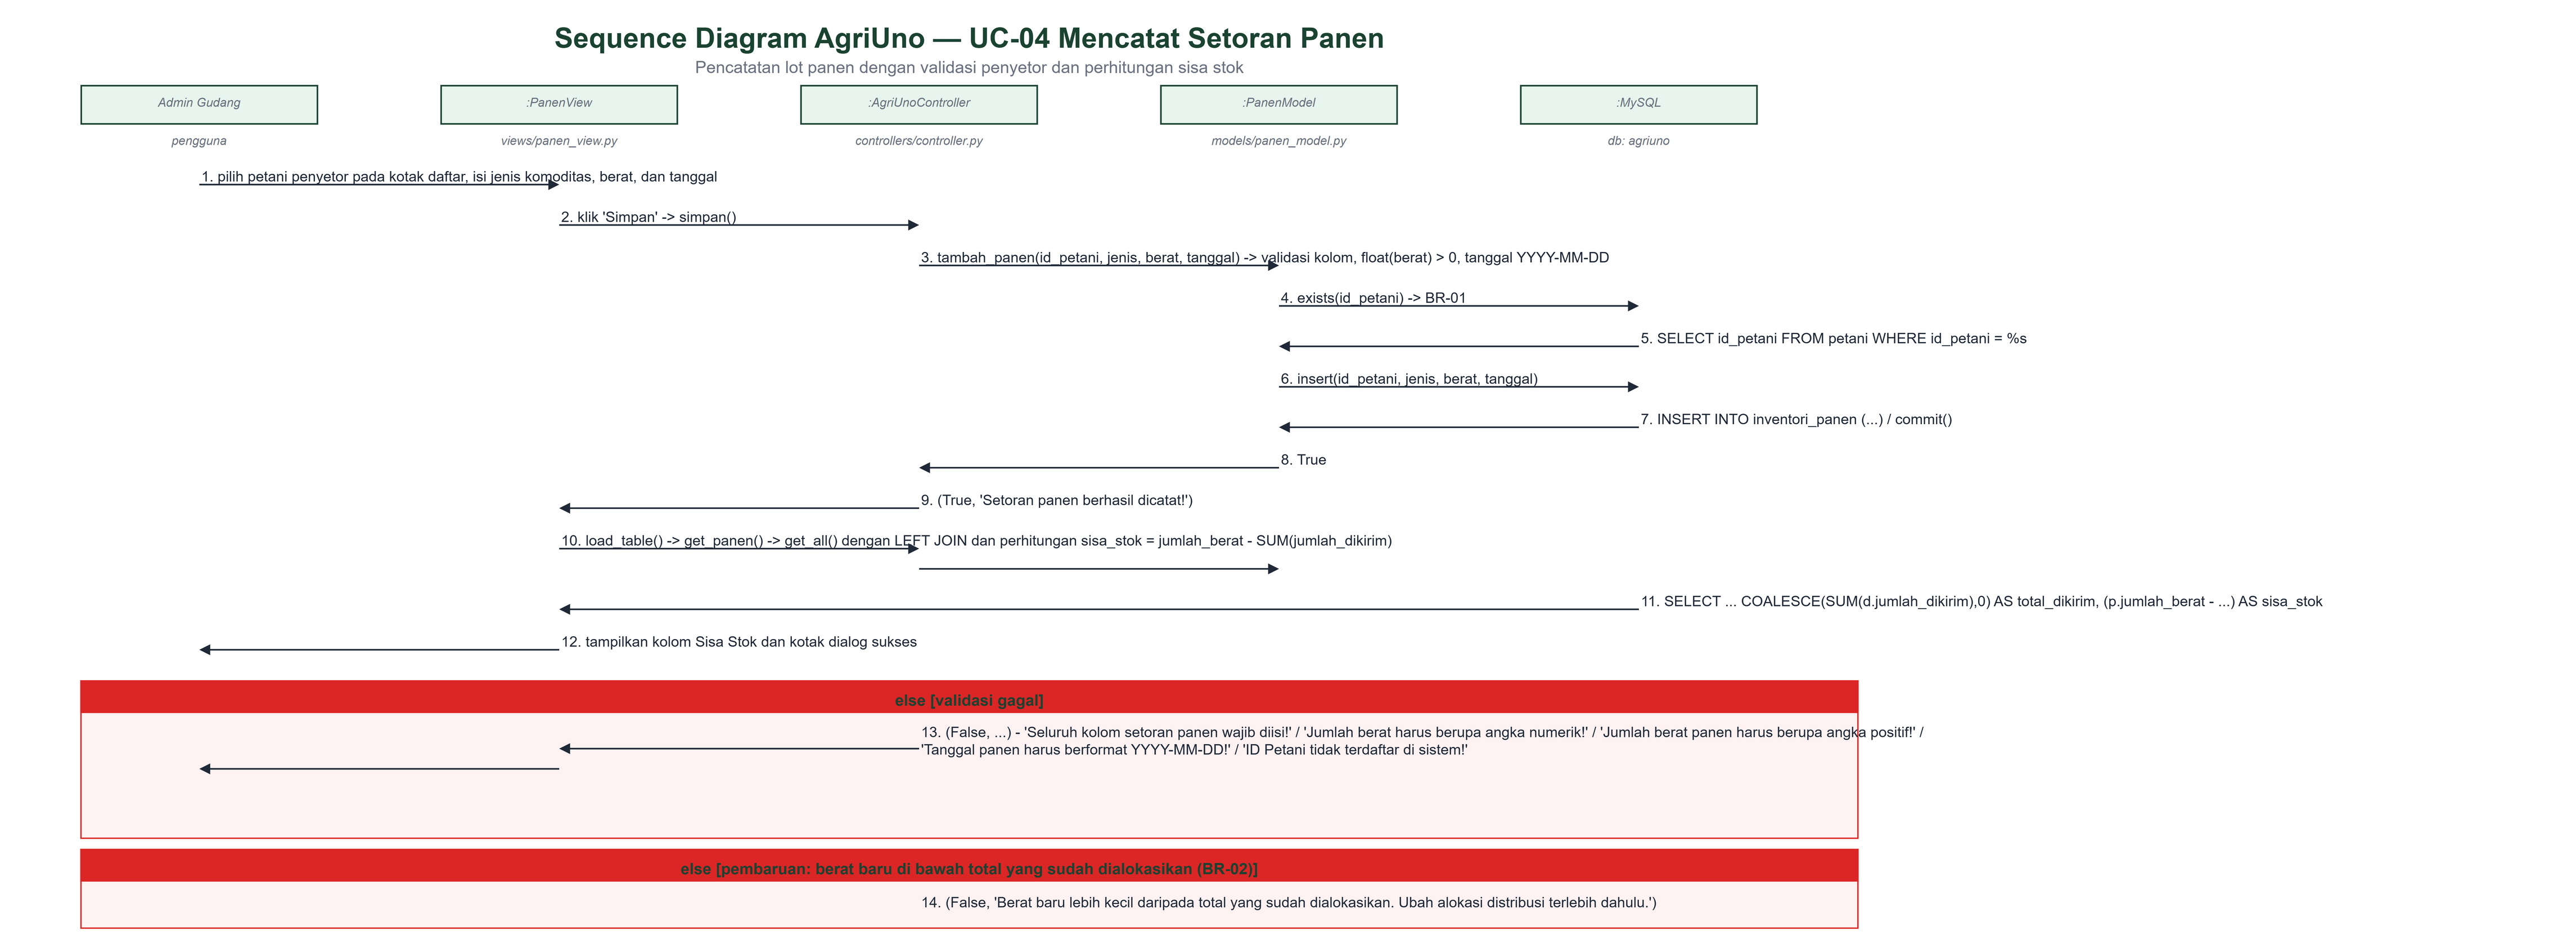 Sequence Diagram AgriUno — UC-04 Mencatat Setoran Panen
Pencatatan lot panen dengan validasi penyetor dan perhitungan sisa stok
Admin Gudang
:PanenView
:AgriUnoController
:PanenModel
:MySQL
pengguna
views/panen_view.py
controllers/controller.py
models/panen_model.py
db: agriuno
1. pilih petani penyetor pada kotak daftar, isi jenis komoditas, berat, dan tanggal
2. klik 'Simpan' -> simpan()
3. tambah_panen(id_petani, jenis, berat, tanggal) -> validasi kolom, float(berat) > 0, tanggal YYYY-MM-DD
4. exists(id_petani) -> BR-01
5. SELECT id_petani FROM petani WHERE id_petani = %s
6. insert(id_petani, jenis, berat, tanggal)
7. INSERT INTO inventori_panen (...) / commit()
8. True
9. (True, 'Setoran panen berhasil dicatat!')
10. load_table() -> get_panen() -> get_all() dengan LEFT JOIN dan perhitungan sisa_stok = jumlah_berat - SUM(jumlah_dikirim)
11. SELECT ... COALESCE(SUM(d.jumlah_dikirim),0) AS total_dikirim, (p.jumlah_berat - ...) AS sisa_stok
12. tampilkan kolom Sisa Stok dan kotak dialog sukses
else [validasi gagal]
13. (False, ...) - 'Seluruh kolom setoran panen wajib diisi!' / 'Jumlah berat harus berupa angka numerik!' / 'Jumlah berat panen harus berupa angka positif!' /
'Tanggal panen harus berformat YYYY-MM-DD!' / 'ID Petani tidak terdaftar di sistem!'
else [pembaruan: berat baru di bawah total yang sudah dialokasikan (BR-02)]
14. (False, 'Berat baru lebih kecil daripada total yang sudah dialokasikan. Ubah alokasi distribusi terlebih dahulu.')